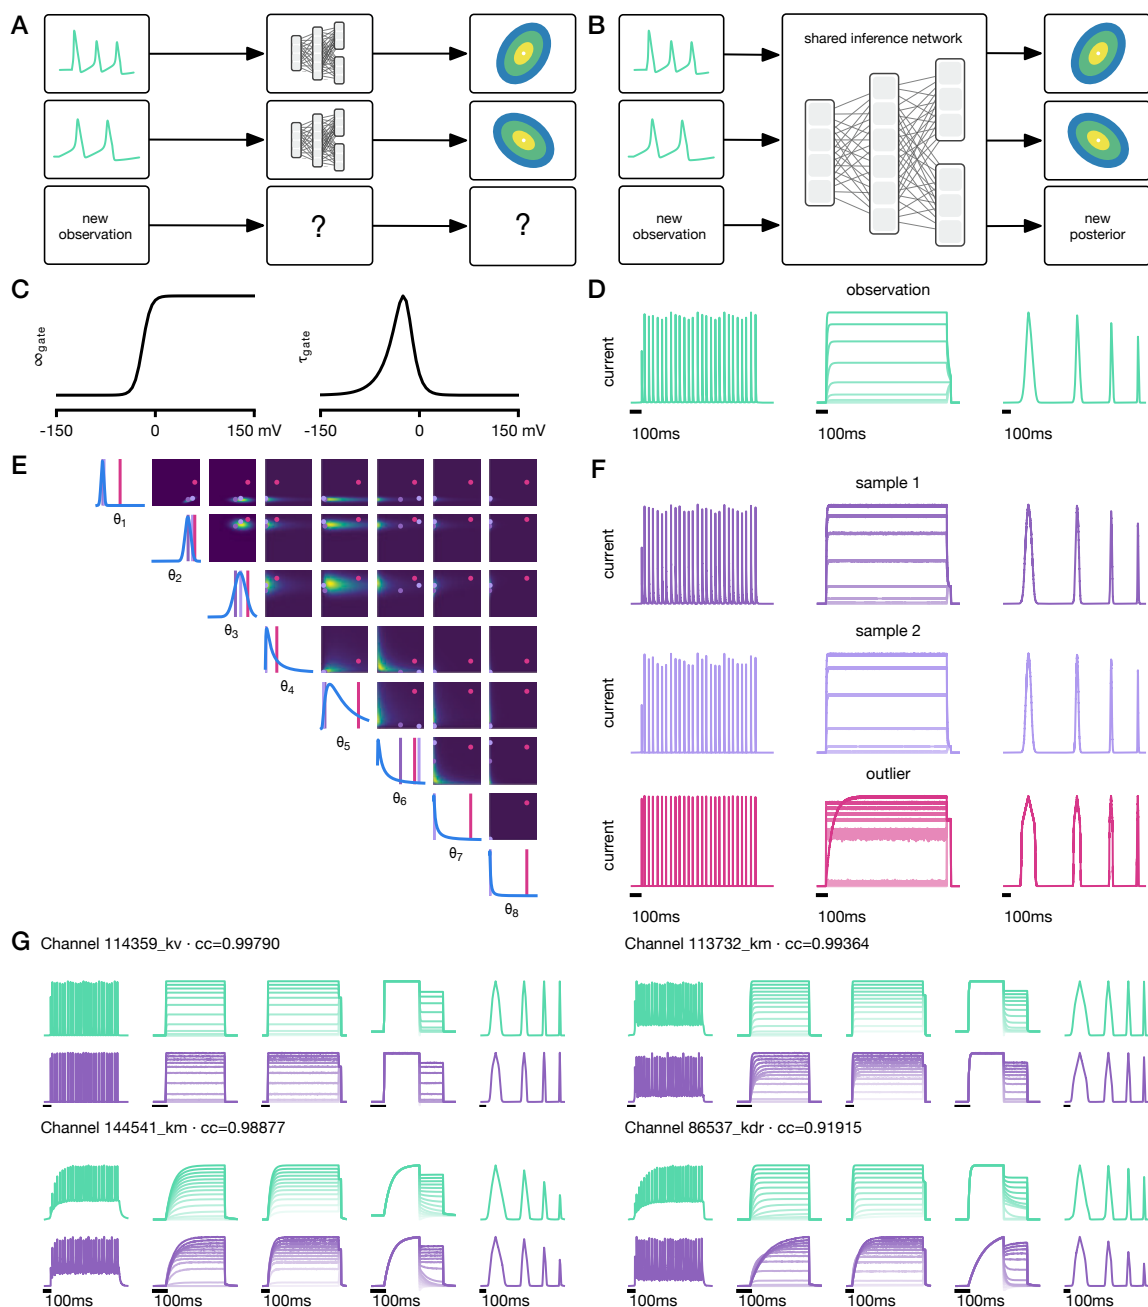 A
B
shared inference network
new
observation
?
?
new
observation
new
posterior
C
∞gate
-150
0
150 mV
τgate
-150
0
150 mV
D
observation
current
100ms
100ms
100ms
E
θ1
θ2
θ3
θ4
θ5
θ6
θ7
θ8
F
sample 1
current
sample 2
current
outlier
current
100ms
100ms
100ms
G
Channel 114359_kv · cc=0.99790
Channel 113732_km · cc=0.99364
Channel 144541_km · cc=0.98877
Channel 86537_kdr · cc=0.91915
100ms
100ms
100ms
100ms
100ms
100ms
100ms
100ms
100ms
100ms